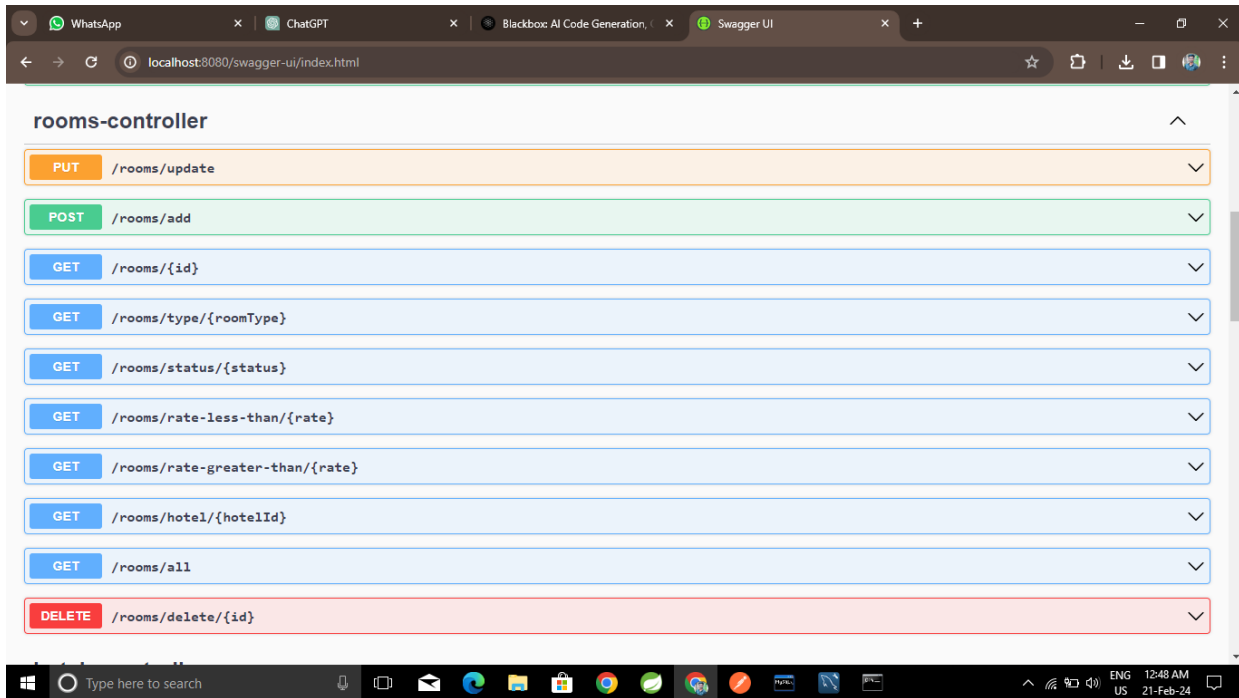 WhatsApp
ChatGPT
Blackbox: AI Code Generation,
Swagger UI
localhost:8080/swagger-ui/index.html
rooms-controller
PUT /rooms/update
POST /rooms/add
GET /rooms/{id}
GET /rooms/type/{roomType}
GET /rooms/status/{status}
GET /rooms/rate-less-than/{rate}
GET /rooms/rate-greater-than/{rate}
GET /rooms/hotel/{hotelId}
GET /rooms/all
DELETE /rooms/delete/{id}
Type here to search
ENG
US
12:48 AM
21-Feb-24